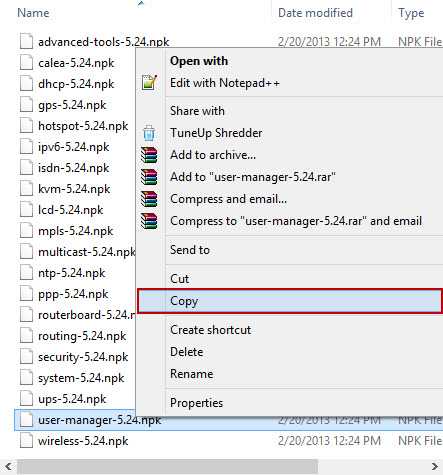 Name Date modified Type
advanced-tools-5.24.npk 2/20/2013 12:24 PM NPK File
calea-5.24.npk
dhcp-5.24.npk
gps-5.24.npk
hotspot-5.24.npk
ipv6-5.24.npk
isdn-5.24.npk
kvm-5.24.npk
lcd-5.24.npk
mpls-5.24.npk
multicast-5.24.npk
ntp-5.24.npk
ppp-5.24.npk
routerboard-5.24.n
routing-5.24.npk
security-5.24.npk
system-5.24.npk
ups-5.24.npk
user-manager-5.24.npk 2/20/2013 12:24 PM NPK File
wireless-5.24.npk 2/20/2013 12:24 PM NPK File
Open with
Edit with Notepad++
Share with
TuneUp Shredder
Add to archive...
Add to "user-manager-5.24.rar"
Compress and email...
Compress to "user-manager-5.24.rar" and email
Send to
Cut
Copy
Create shortcut
Delete
Rename
Properties